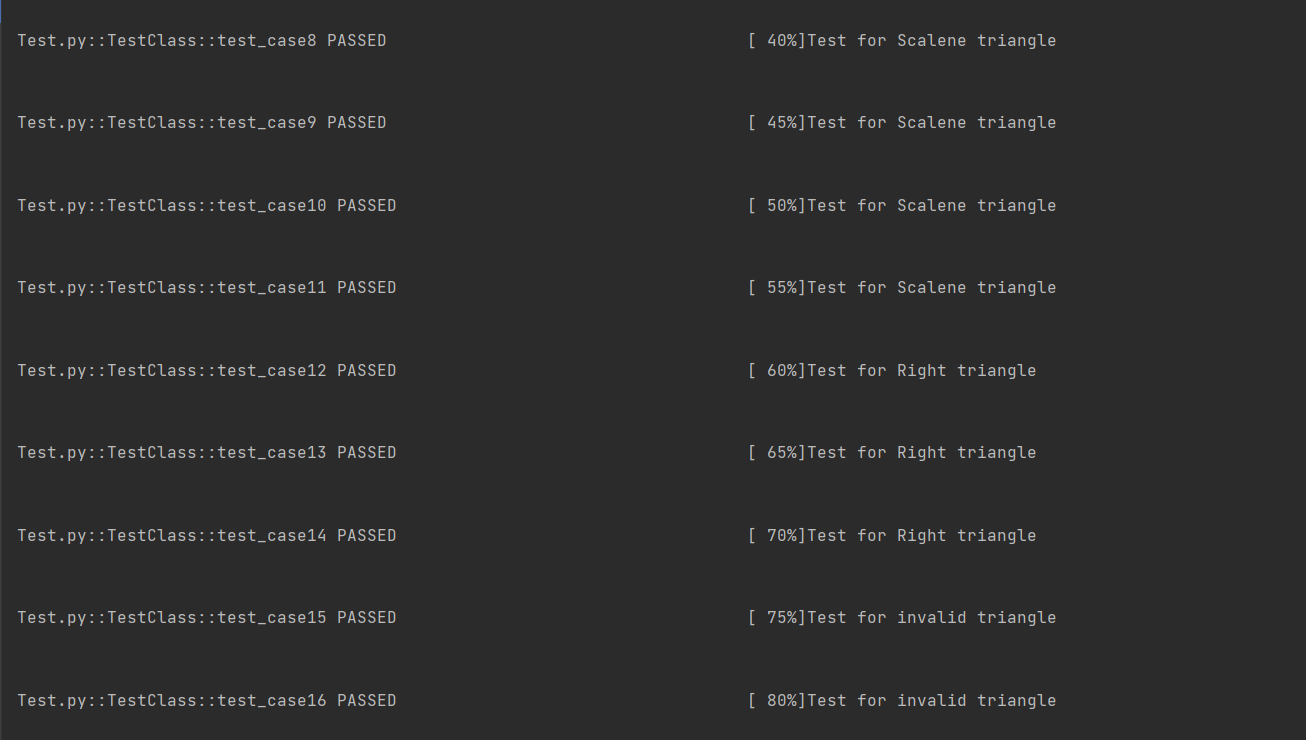 Test.py::TestClass::test_case8 PASSED [ 40%]Test for Scalene triangle
Test.py::TestClass::test_case9 PASSED [ 45%]Test for Scalene triangle
Test.py::TestClass::test_case10 PASSED [ 50%]Test for Scalene triangle
Test.py::TestClass::test_case11 PASSED [ 55%]Test for Scalene triangle
Test.py::TestClass::test_case12 PASSED [ 60%]Test for Right triangle
Test.py::TestClass::test_case13 PASSED [ 65%]Test for Right triangle
Test.py::TestClass::test_case14 PASSED [ 70%]Test for Right triangle
Test.py::TestClass::test_case15 PASSED [ 75%]Test for invalid triangle
Test.py::TestClass::test_case16 PASSED [ 80%]Test for invalid triangle